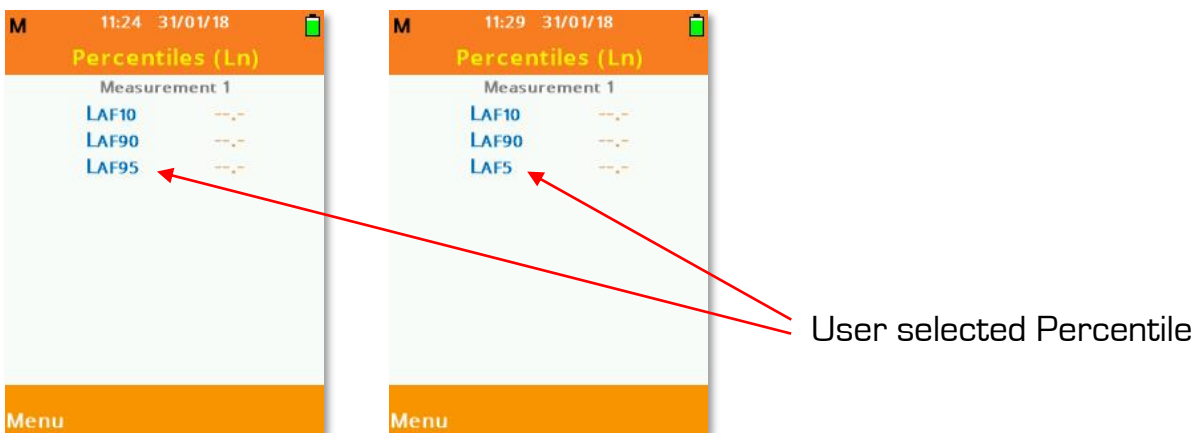 M 11:24 31/01/18
Percentiles (Ln)
Measurement 1
LAF10 --.-
LAF90 --.-
LAF95 --.-
Menu
M 11:29 31/01/18
Percentiles (Ln)
Measurement 1
LAF10 --.-
LAF90 --.-
LAF5 --.-
Menu
User selected Percentile